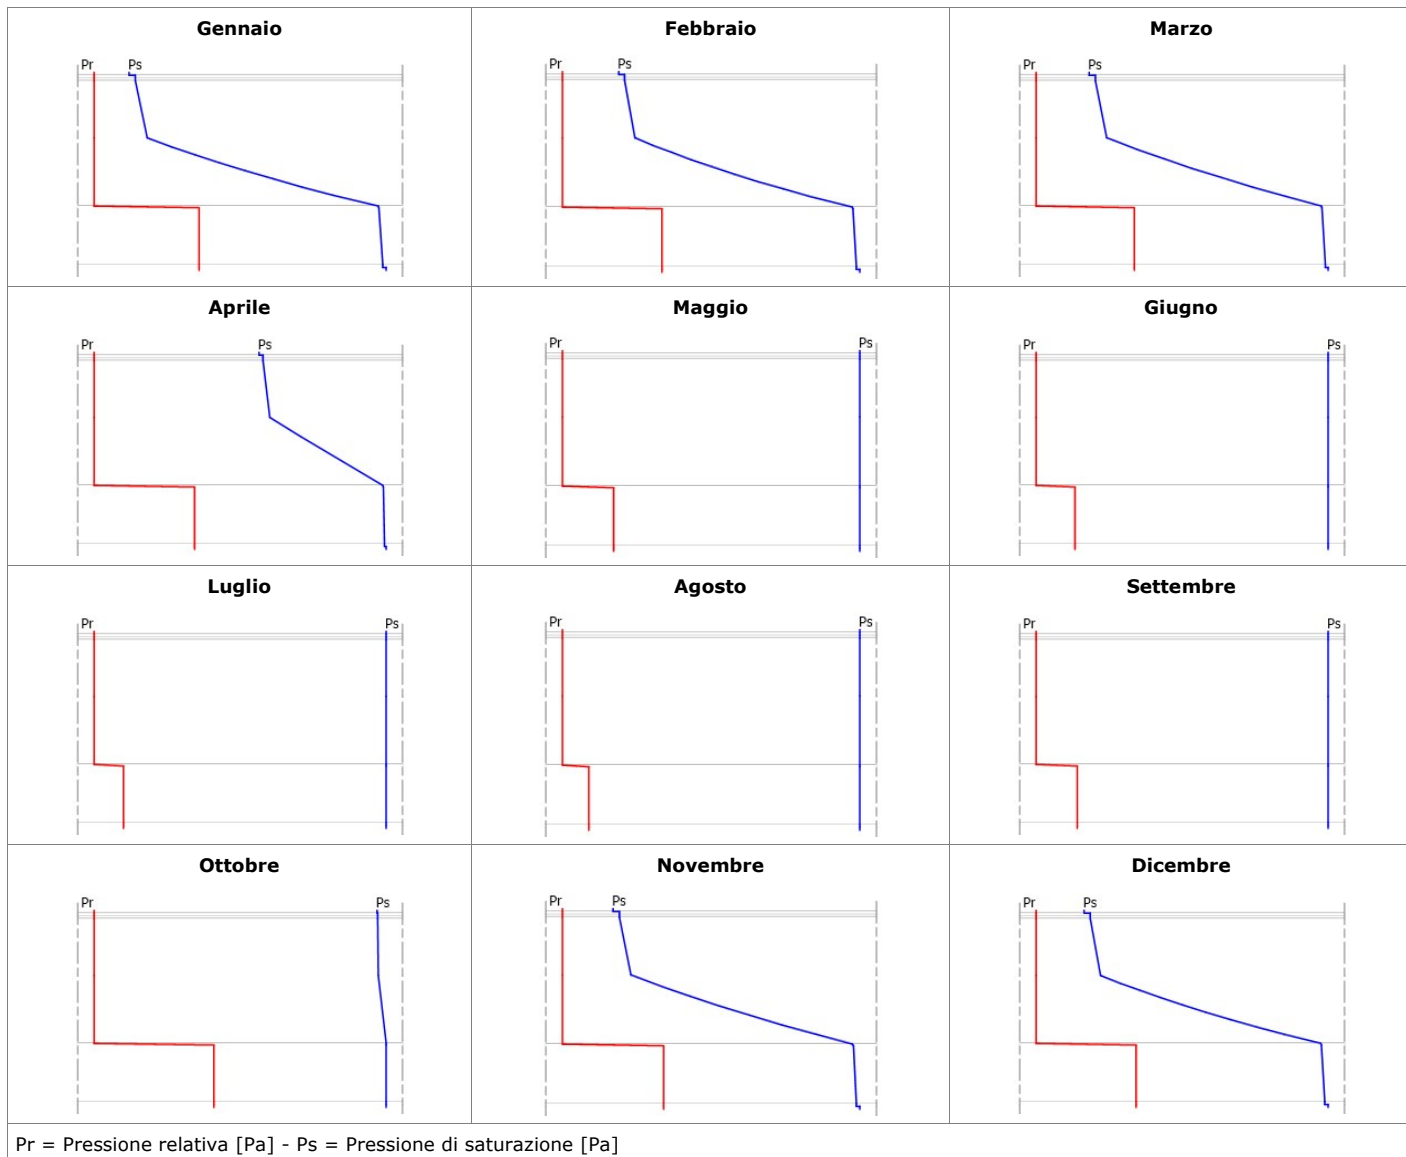 Gennaio
Febbraio
Marzo
Pr Ps
Pr Ps
Pr Ps
Aprile
Maggio
Giugno
Pr Ps
Pr Ps
Pr Ps
Luglio
Agosto
Settembre
Pr Ps
Pr Ps
Pr Ps
Ottobre
Novembre
Dicembre
Pr Ps
Pr Ps
Pr Ps
Pr = Pressione relativa [Pa] - Ps = Pressione di saturazione [Pa]